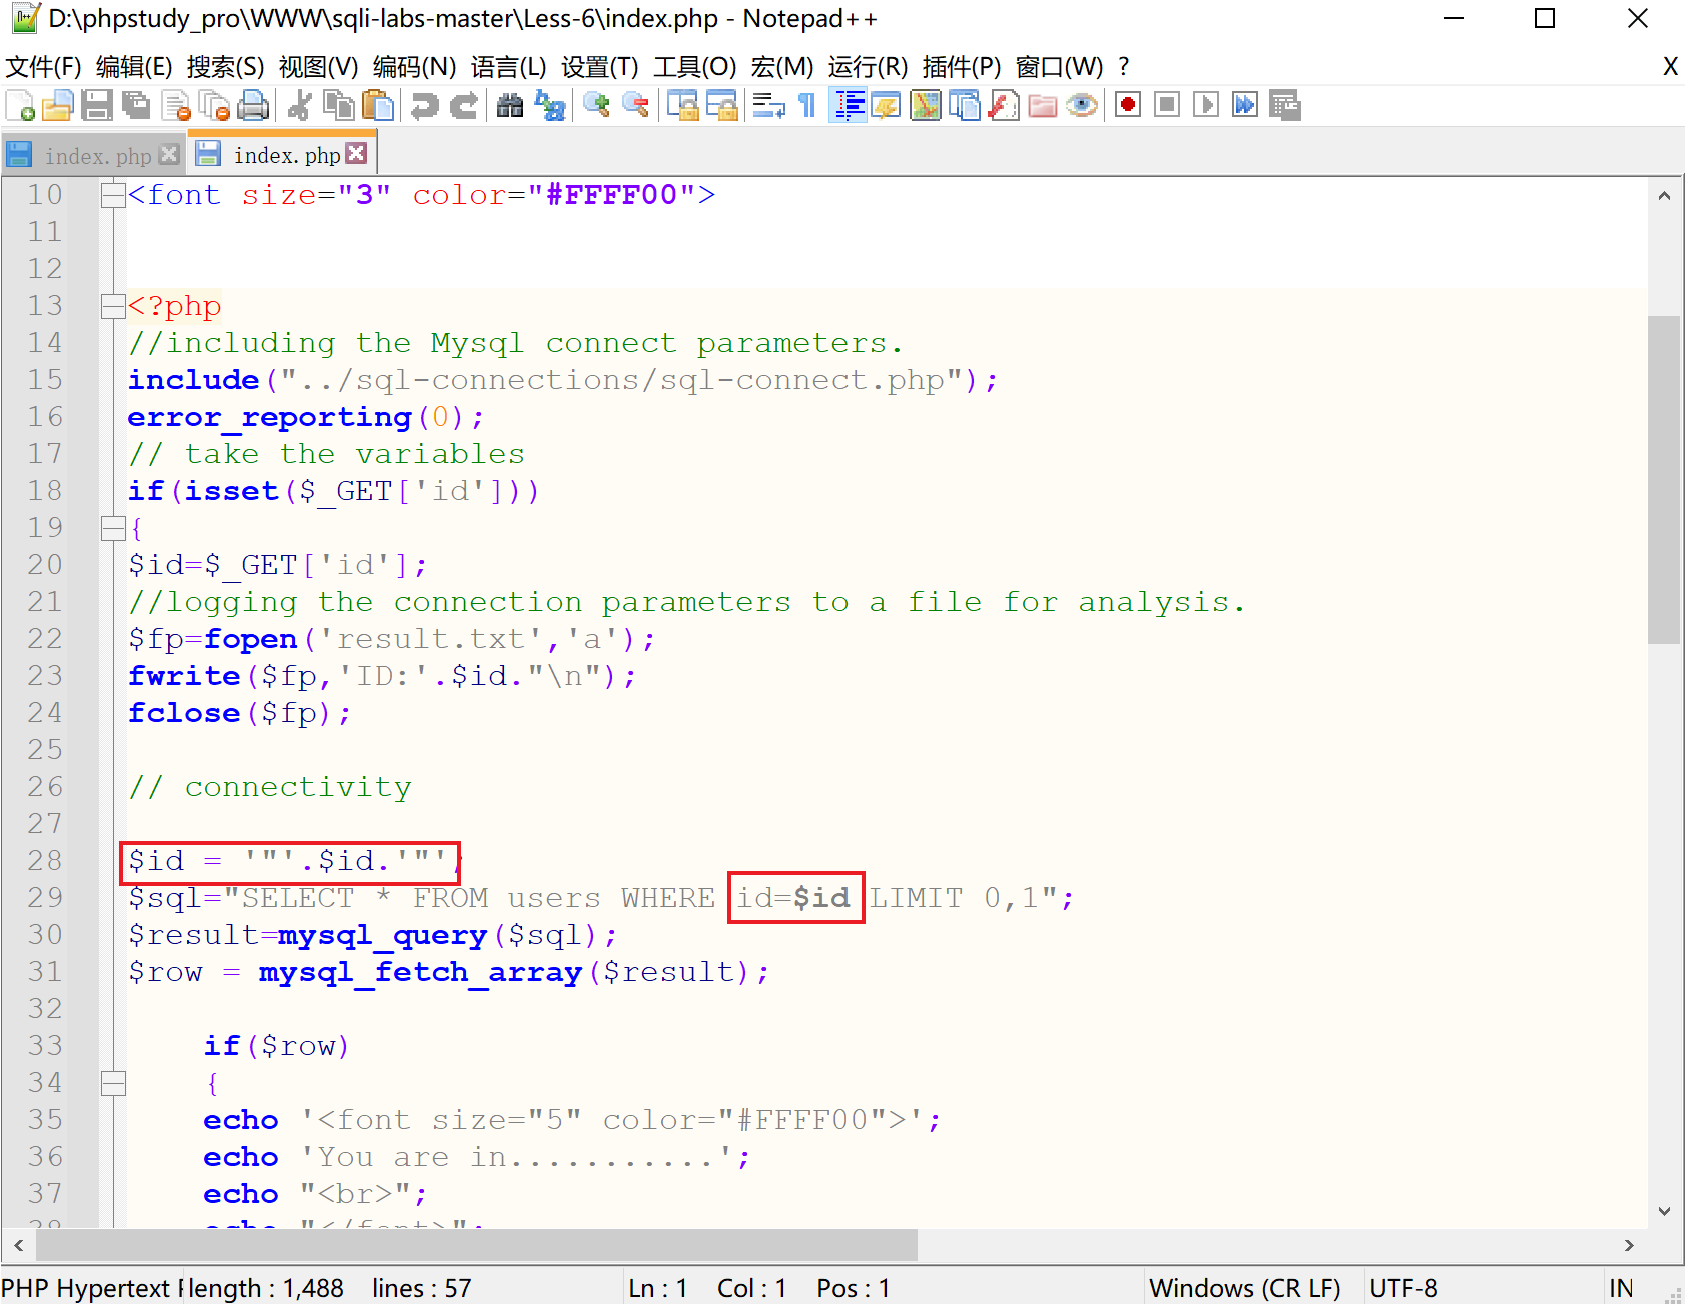 D:\phpstudy_pro\WWW\sqli-labs-master\Less-6\index.php - Notepad++
文件(F) 编辑(E) 搜索(S) 视图(V) 编码(N) 语言(L) 设置(T) 工具(O) 宏(M) 运行(R) 插件(P) 窗口(W) ? X
index.php index.php
10 <font size="3" color="#FFFF00">
11
12
13 <?php
14 //including the Mysql connect parameters.
15 include("../sql-connections/sql-connect.php");
16 error_reporting(0);
17 // take the variables
18 if(isset($_GET['id']))
19 {
20 $id=$_GET['id'];
21 //logging the connection parameters to a file for analysis.
22 $fp=fopen('result.txt','a');
23 fwrite($fp,'ID:'.$id."\n");
24 fclose($fp);
25
26 // connectivity
27
28 $id = '"'.$id.'"';
29 $sql="SELECT * FROM users WHERE id=$id LIMIT 0,1";
30 $result=mysql_query($sql);
31 $row = mysql_fetch_array($result);
32
33 if($row)
34 {
35 echo '<font size="5" color="#FFFF00">';
36 echo 'You are in...........';
37 echo "<br>";
38 echo "</font>";
PHP Hypertext length : 1,488 lines : 57 Ln : 1 Col : 1 Pos : 1 Windows (CR LF) UTF-8 IN